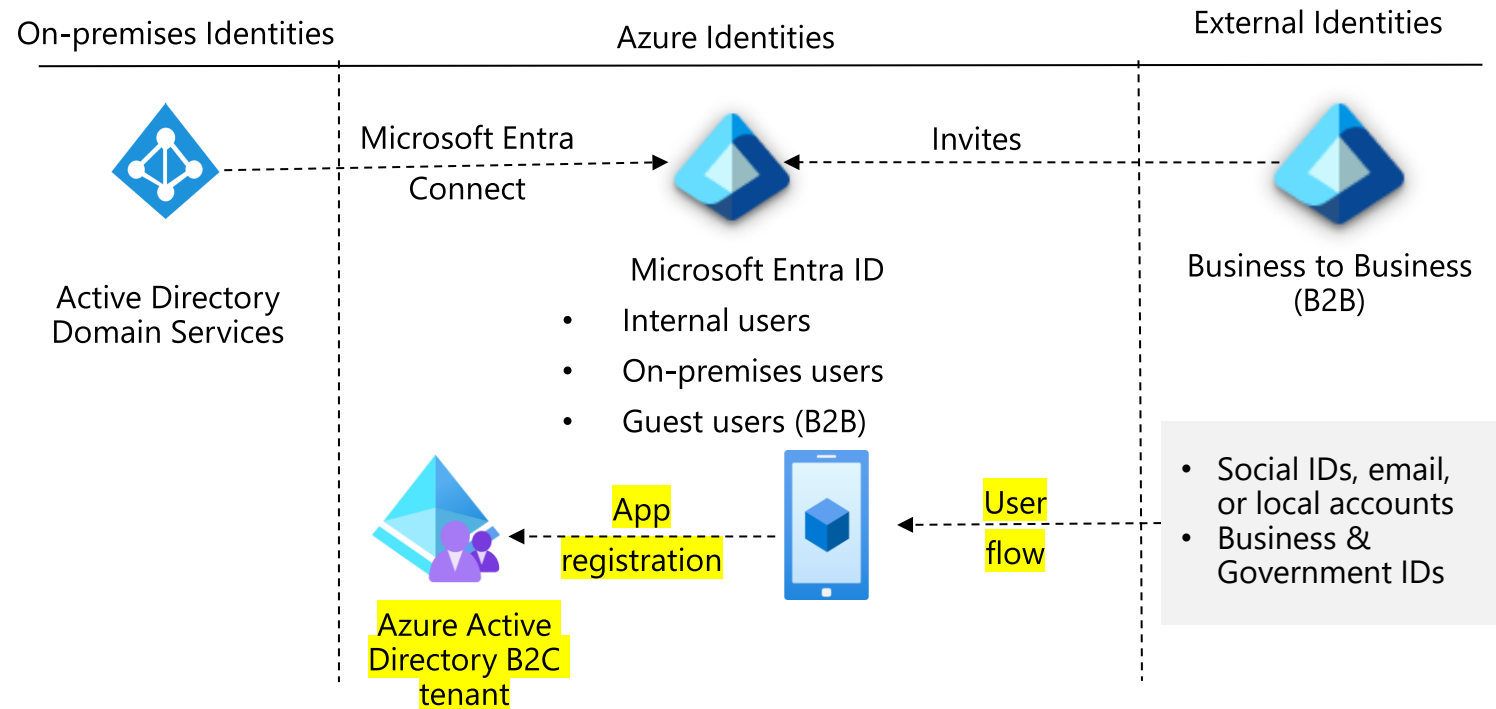 On-premises Identities
Azure Identities
External Identities
Microsoft Entra
Connect
Invites
Active Directory
Domain Services
Microsoft Entra ID
• Internal users
• On-premises users
• Guest users (B2B)
Business to Business
(B2B)
Azure Active
Directory B2C
tenant
App
registration
User
flow
• Social IDs, email,
or local accounts
• Business &
Government IDs